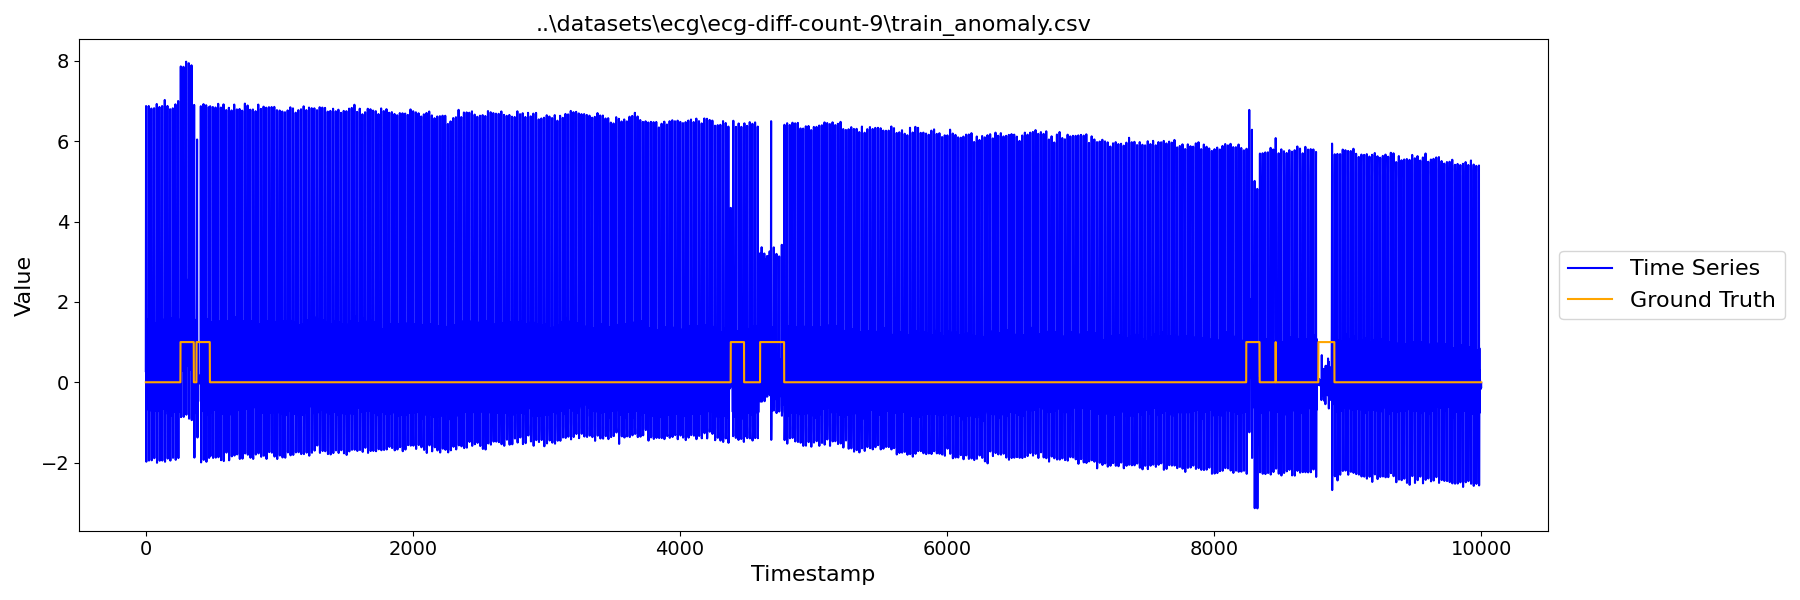 ..\datasets\ecg\ecg-diff-count-9\train_anomaly.csv
8
6
4
2
0
−2
Value
0
2000
4000
6000
8000
10000
Timestamp
Time Series
Ground Truth